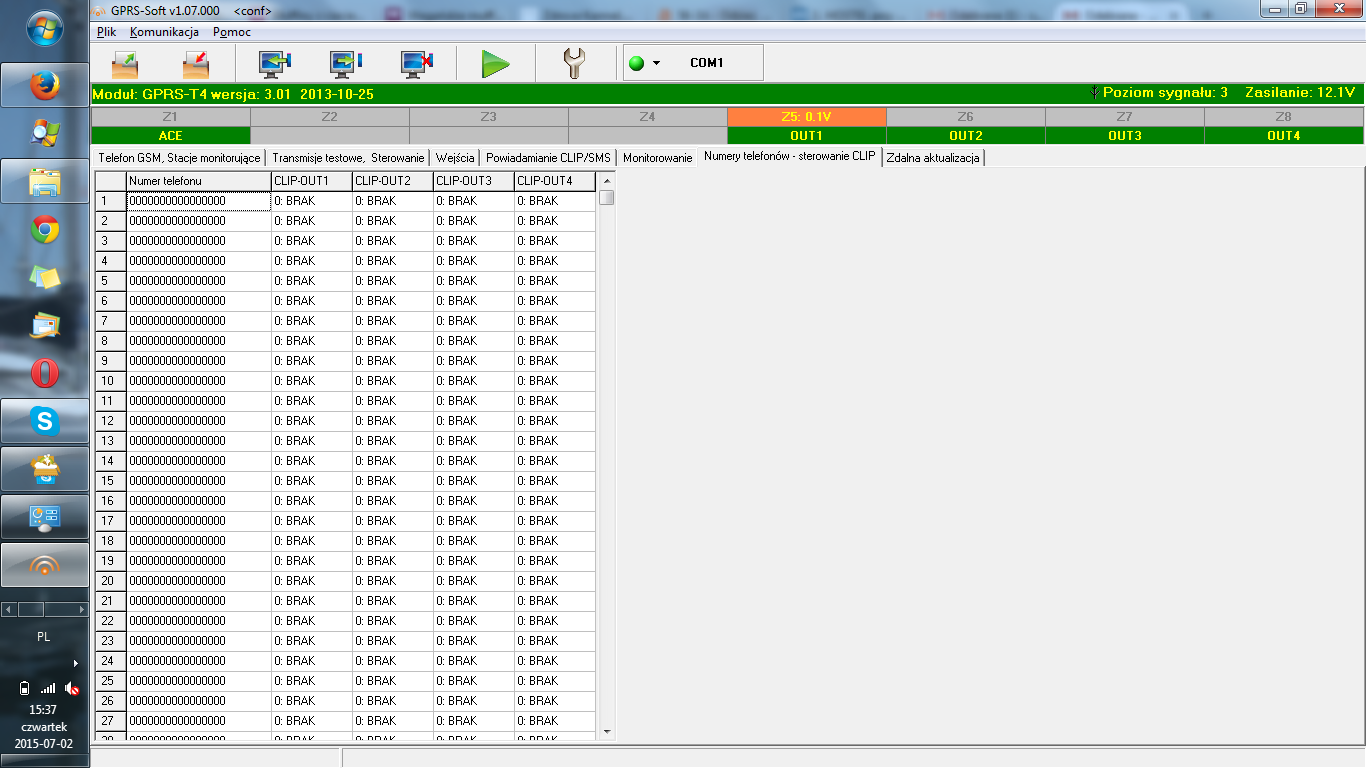 GPRS-Soft v1.07.000 <conf>
Plik Komunikacja Pomoc
COM1
Moduł: GPRS-T4 wersja: 3.01 2013-10-25 Poziom sygnału: 3 Zasilanie: 12.1V
Z1 Z2 Z3 Z4 Z5: 0.1V Z6 Z7 Z8
ACE OUT1 OUT2 OUT3 OUT4
Telefon GSM, Stacje monitorujące Transmisje testowe, Sterowanie Wejścia Powiadamianie CLIP/SMS Monitorowanie Numery telefonów - sterowanie CLIP Zdalna aktualizacja
Numer telefonu CLIP-OUT1 CLIP-OUT2 CLIP-OUT3 CLIP-OUT4
1 0000000000000000 0: BRAK 0: BRAK 0: BRAK 0: BRAK
2 0000000000000000 0: BRAK 0: BRAK 0: BRAK 0: BRAK
3 0000000000000000 0: BRAK 0: BRAK 0: BRAK 0: BRAK
4 0000000000000000 0: BRAK 0: BRAK 0: BRAK 0: BRAK
5 0000000000000000 0: BRAK 0: BRAK 0: BRAK 0: BRAK
6 0000000000000000 0: BRAK 0: BRAK 0: BRAK 0: BRAK
7 0000000000000000 0: BRAK 0: BRAK 0: BRAK 0: BRAK
8 0000000000000000 0: BRAK 0: BRAK 0: BRAK 0: BRAK
9 0000000000000000 0: BRAK 0: BRAK 0: BRAK 0: BRAK
10 0000000000000000 0: BRAK 0: BRAK 0: BRAK 0: BRAK
11 0000000000000000 0: BRAK 0: BRAK 0: BRAK 0: BRAK
12 0000000000000000 0: BRAK 0: BRAK 0: BRAK 0: BRAK
13 0000000000000000 0: BRAK 0: BRAK 0: BRAK 0: BRAK
14 0000000000000000 0: BRAK 0: BRAK 0: BRAK 0: BRAK
15 0000000000000000 0: BRAK 0: BRAK 0: BRAK 0: BRAK
16 0000000000000000 0: BRAK 0: BRAK 0: BRAK 0: BRAK
17 0000000000000000 0: BRAK 0: BRAK 0: BRAK 0: BRAK
18 0000000000000000 0: BRAK 0: BRAK 0: BRAK 0: BRAK
19 0000000000000000 0: BRAK 0: BRAK 0: BRAK 0: BRAK
20 0000000000000000 0: BRAK 0: BRAK 0: BRAK 0: BRAK
21 0000000000000000 0: BRAK 0: BRAK 0: BRAK 0: BRAK
22 0000000000000000 0: BRAK 0: BRAK 0: BRAK 0: BRAK
23 0000000000000000 0: BRAK 0: BRAK 0: BRAK 0: BRAK
24 0000000000000000 0: BRAK 0: BRAK 0: BRAK 0: BRAK
25 0000000000000000 0: BRAK 0: BRAK 0: BRAK 0: BRAK
26 0000000000000000 0: BRAK 0: BRAK 0: BRAK 0: BRAK
27 0000000000000000 0: BRAK 0: BRAK 0: BRAK 0: BRAK
PL
15:37
czwartek
2015-07-02